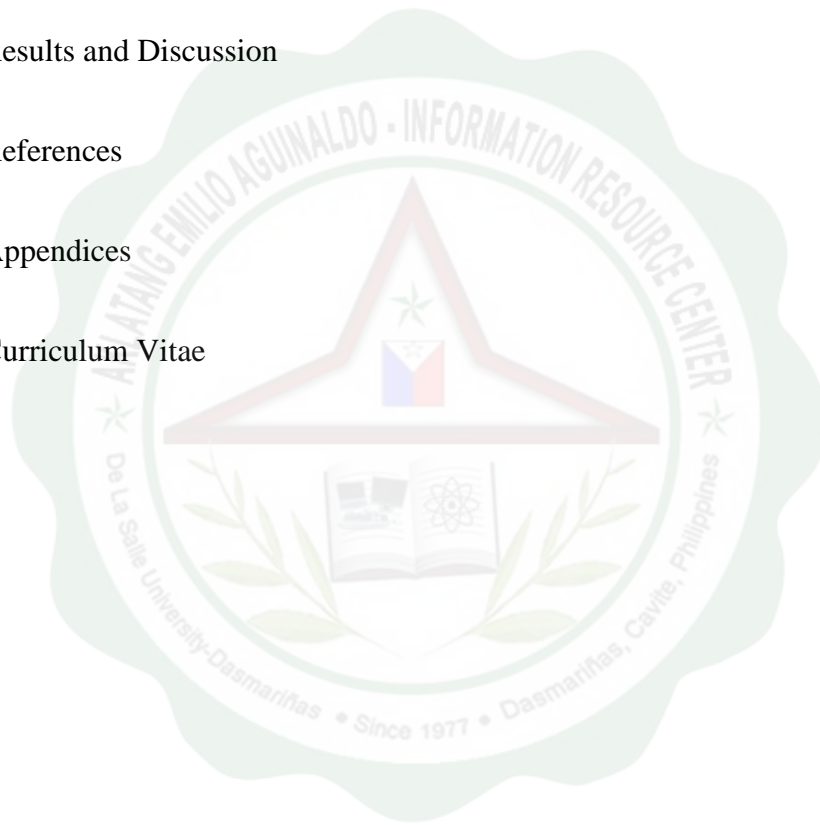 esults and Discussion
eferences
ppendices
urriculum Vitae
AKLATANG EMILIO AGUINALDO - INFORMATION RESOURCE CENTER
De La Salle University-Dasmariñas • Since 1977 • Dasmariñas, Cavite, Philippines